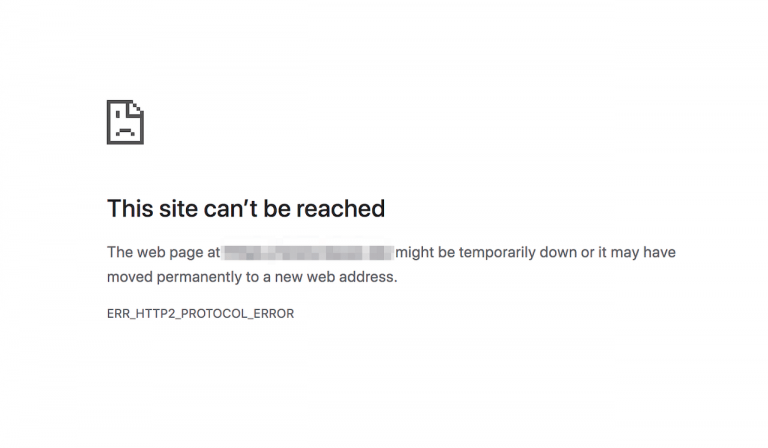 This site can’t be reached
The web page at might be temporarily down or it may have
moved permanently to a new web address.
ERR_HTTP2_PROTOCOL_ERROR